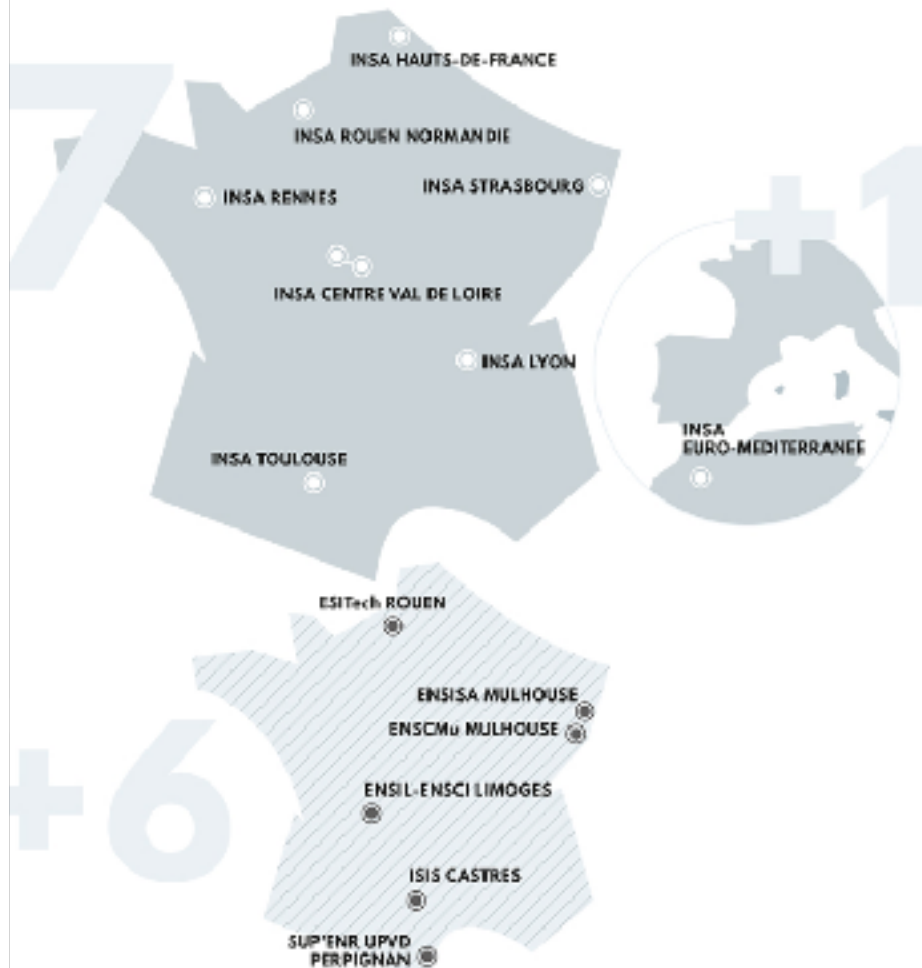 7
INSA HAUTS-DE-FRANCE
INSA ROUEN NORMANDIE
INSA STRASBOURG
INSA RENNES
+1
INSA CENTRE VAL DE LOIRE
INSA LYON
INSA
EURO-MEDITERRANEE
INSA TOULOUSE
ESITech ROUEN
ENSISA MULHOUSE
ENSCMu MULHOUSE
+6
ENSIL-ENSCI LIMOGES
ISIS CASTRES
SUP'ENR UPVD
PERPIGNAN